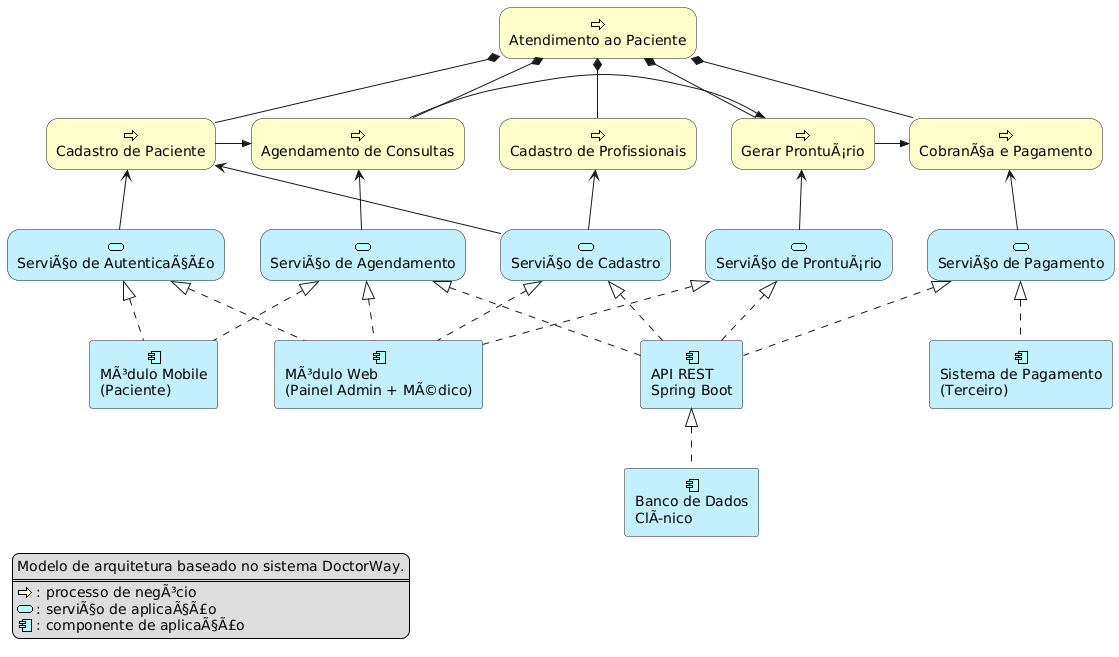 Atendimento ao Paciente
Cadastro de Paciente
Agendamento de Consultas
Cadastro de Profissionais
Gerar ProntuÃ¡rio
CobranÃ§a e Pagamento
ServiÃ§o de AutenticaÃ§Ã£o
ServiÃ§o de Agendamento
ServiÃ§o de Cadastro
ServiÃ§o de ProntuÃ¡rio
ServiÃ§o de Pagamento
MÃ³dulo Mobile
(Paciente)
MÃ³dulo Web
(Painel Admin + MÃ©dico)
API REST
Spring Boot
Sistema de Pagamento
(Terceiro)
Banco de Dados
ClÃ-nico
Modelo de arquitetura baseado no sistema DoctorWay.
: processo de negÃ³cio
: serviÃ§o de aplicaÃ§Ã£o
: componente de aplicaÃ§Ã£o